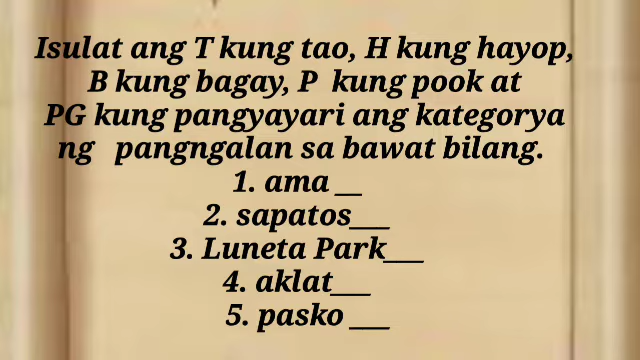 Isulat ang T kung tao, H kung hayop,
B kung bagay, P kung pook at
PG kung pangyayari ang kategorya
ng pangngalan sa bawat bilang.
1. ama __
2. sapatos___
3. Luneta Park___
4. aklat___
5. pasko ___